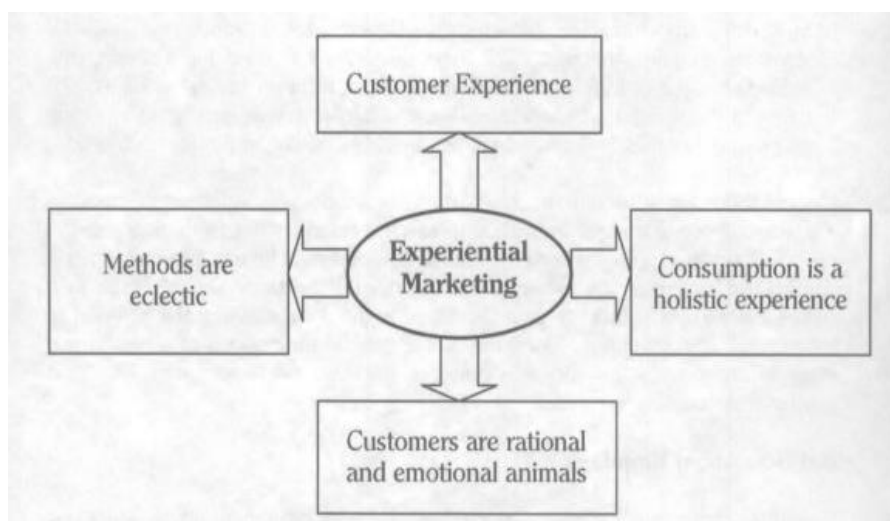 Customer Experience
Methods are
eclectic
Experiential
Marketing
Consumption is a
holistic experience
Customers are rational
and emotional animals